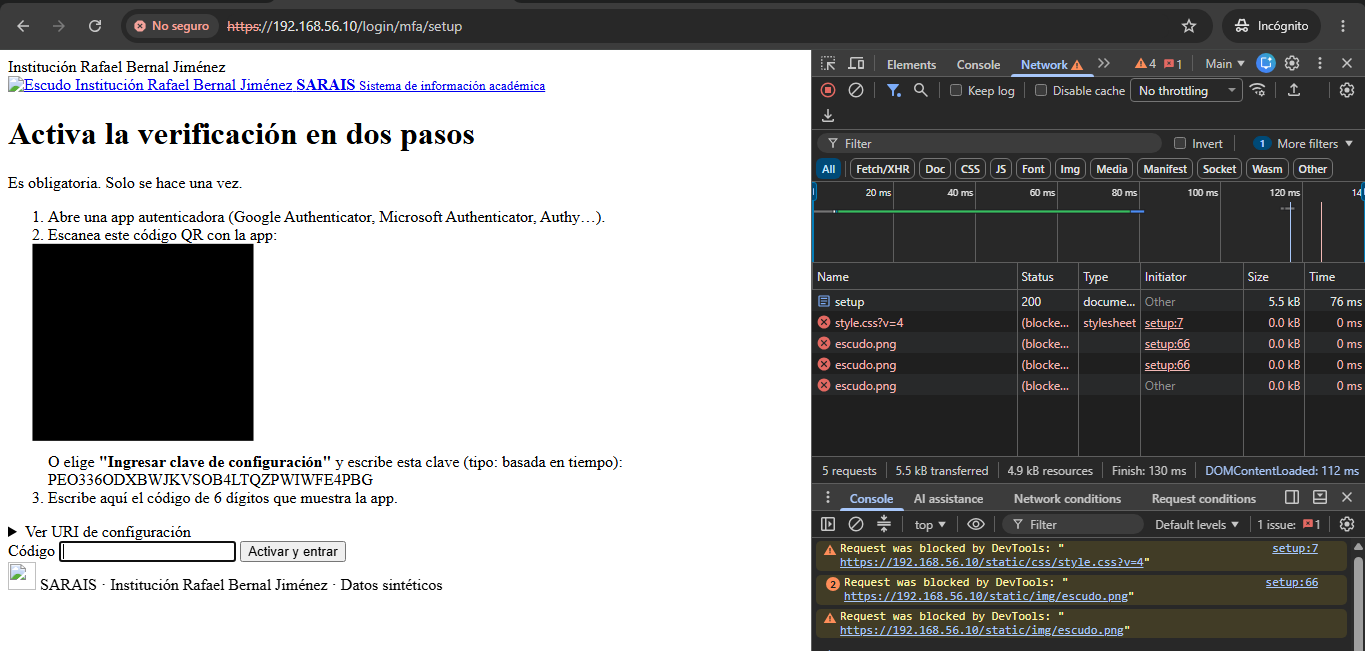 No seguro
https://192.168.56.10/login/mfa/setup
Incógnito
Institución Rafael Bernal Jiménez
Escudo Institución Rafael Bernal Jiménez SARAIS Sistema de información académica
Activa la verificación en dos pasos
Es obligatoria. Solo se hace una vez.
1. Abre una app autenticadora (Google Authenticator, Microsoft Authenticator, Authy…).
2. Escanea este código QR con la app:
O elige "Ingresar clave de configuración" y escribe esta clave (tipo: basada en tiempo):
PEO336ODXBWJKVSOB4LTQZPWIWFE4PBG
3. Escribe aquí el código de 6 dígitos que muestra la app.
Ver URI de configuración
Código Activar y entrar
SARAIS · Institución Rafael Bernal Jiménez · Datos sintéticos
Elements Console Network 4 1 Main
Keep log Disable cache No throttling
Filter Invert 1 More filters
All Fetch/XHR Doc CSS JS Font Img Media Manifest Socket Wasm Other
20 ms 40 ms 60 ms 80 ms 100 ms 120 ms 14
Name Status Type Initiator Size Time
setup 200 docume... Other 5.5 kB 76 ms
style.css?v=4 (blocke... stylesheet setup:7 0.0 kB 0 ms
escudo.png (blocke... setup:66 0.0 kB 0 ms
escudo.png (blocke... setup:66 0.0 kB 0 ms
escudo.png (blocke... Other 0.0 kB 0 ms
5 requests 5.5 kB transferred 4.9 kB resources Finish: 130 ms DOMContentLoaded: 112 ms
Console AI assistance Network conditions Request conditions
top Filter Default levels 1 issue: 1
Request was blocked by DevTools: " setup:7
https://192.168.56.10/static/css/style.css?v=4"
2 Request was blocked by DevTools: " setup:66
https://192.168.56.10/static/img/escudo.png"
Request was blocked by DevTools: "
https://192.168.56.10/static/img/escudo.png"